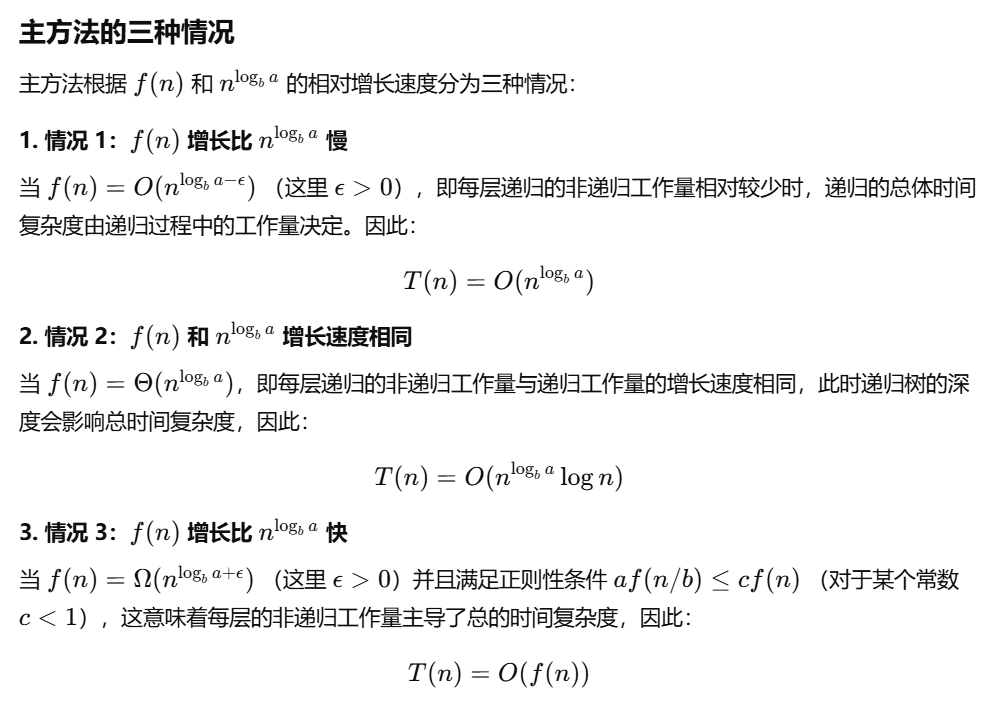 主方法的三种情况
主方法根据 f(n) 和 n^{log_b a} 的相对增长速度分为三种情况：
1. 情况 1：f(n) 增长比 n^{log_b a} 慢
当 f(n) = O(n^{log_b a−ϵ}) （这里 ϵ > 0），即每层递归的非递归工作量相对较少时，递归的总体时间
复杂度由递归过程中的工作量决定。因此：
T(n) = O(n^{log_b a})
2. 情况 2：f(n) 和 n^{log_b a} 增长速度相同
当 f(n) = Θ(n^{log_b a})，即每层递归的非递归工作量与递归工作量的增长速度相同，此时递归树的深
度会影响总时间复杂度，因此：
T(n) = O(n^{log_b a} log n)
3. 情况 3：f(n) 增长比 n^{log_b a} 快
当 f(n) = Ω(n^{log_b a+ϵ}) （这里 ϵ > 0）并且满足正则性条件 af(n/b) ≤ cf(n) （对于某个常数
c < 1），这意味着每层的非递归工作量主导了总的时间复杂度，因此：
T(n) = O(f(n))